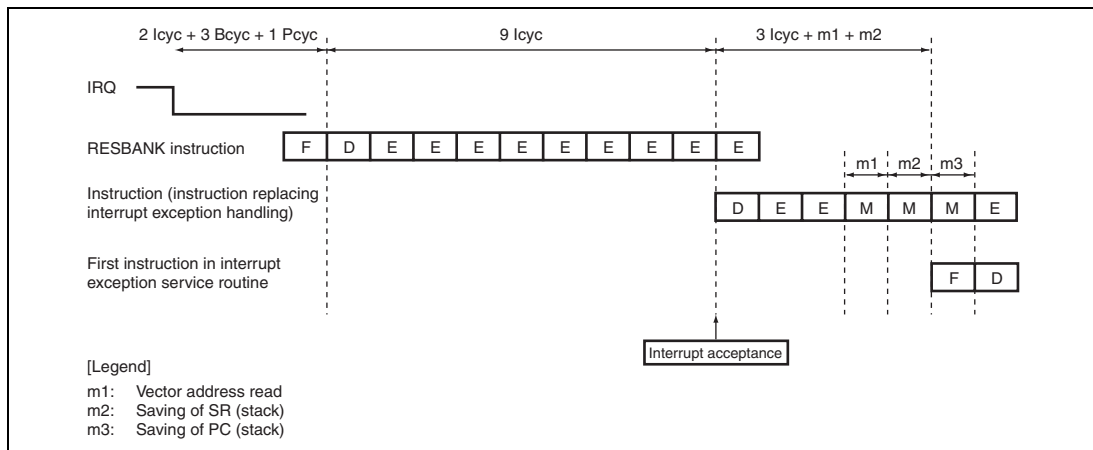 2 Icyc + 3 Bcyc + 1 Pcyc 9 Icyc 3 Icyc + m1 + m2
IRQ
RESBANK instruction F D E E E E E E E E E
m1 m2 m3
Instruction (instruction replacing
interrupt exception handling)
D E E M M M E
First instruction in interrupt
exception service routine
F D
Interrupt acceptance
[Legend]
m1: Vector address read
m2: Saving of SR (stack)
m3: Saving of PC (stack)